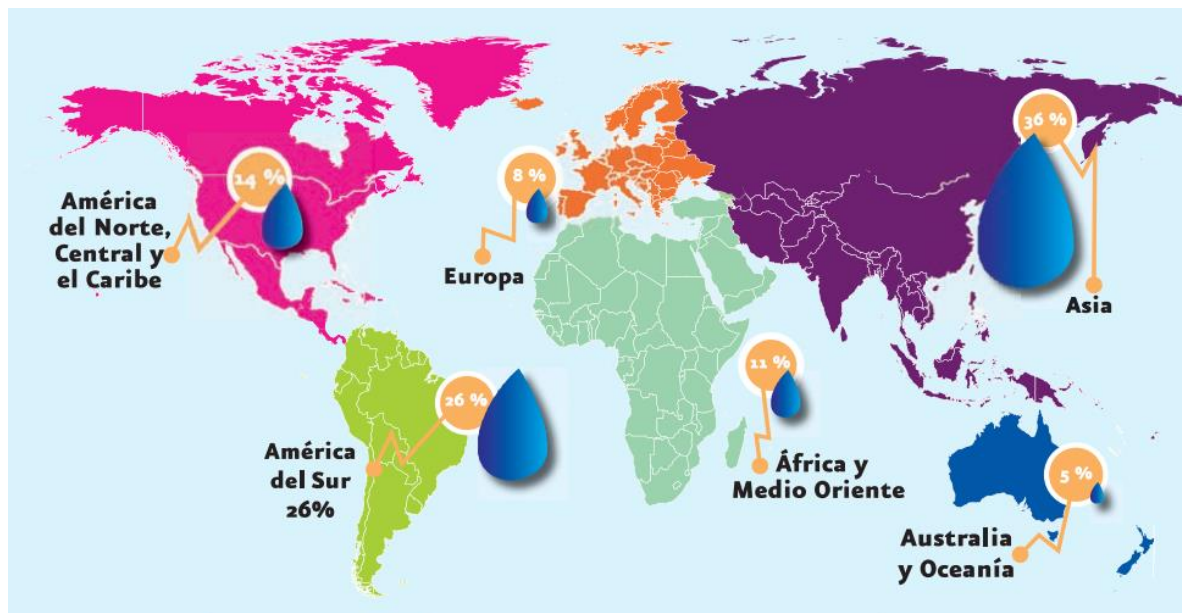 14 %
América
del Norte,
Central y
el Caribe
8 %
Europa
36 %
Asia
26 %
América
del Sur
26%
11 %
África y
Medio Oriente
5 %
Australia
y Oceanía